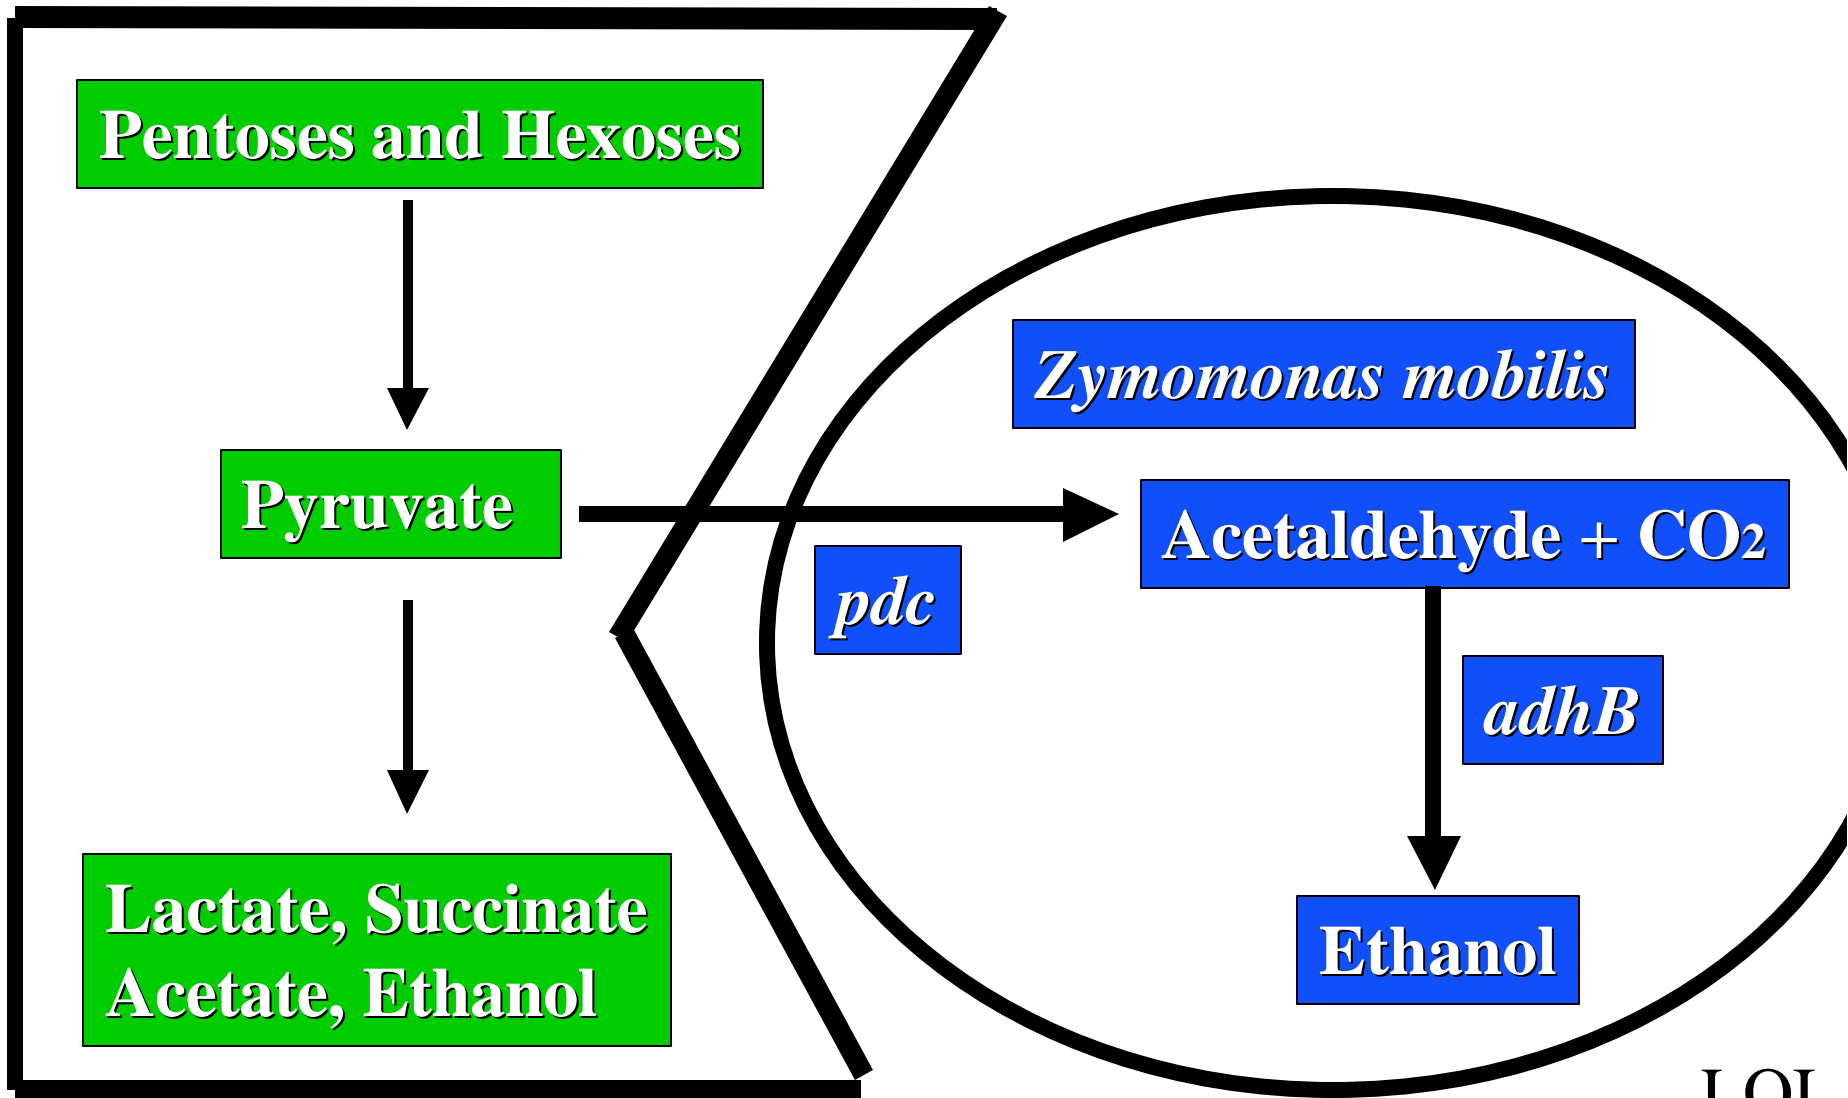 Pentoses and Hexoses
Zymomonas mobilis
Pyruvate
Acetaldehyde + CO2
pdc
adhB
Lactate, Succinate
Acetate, Ethanol
Ethanol